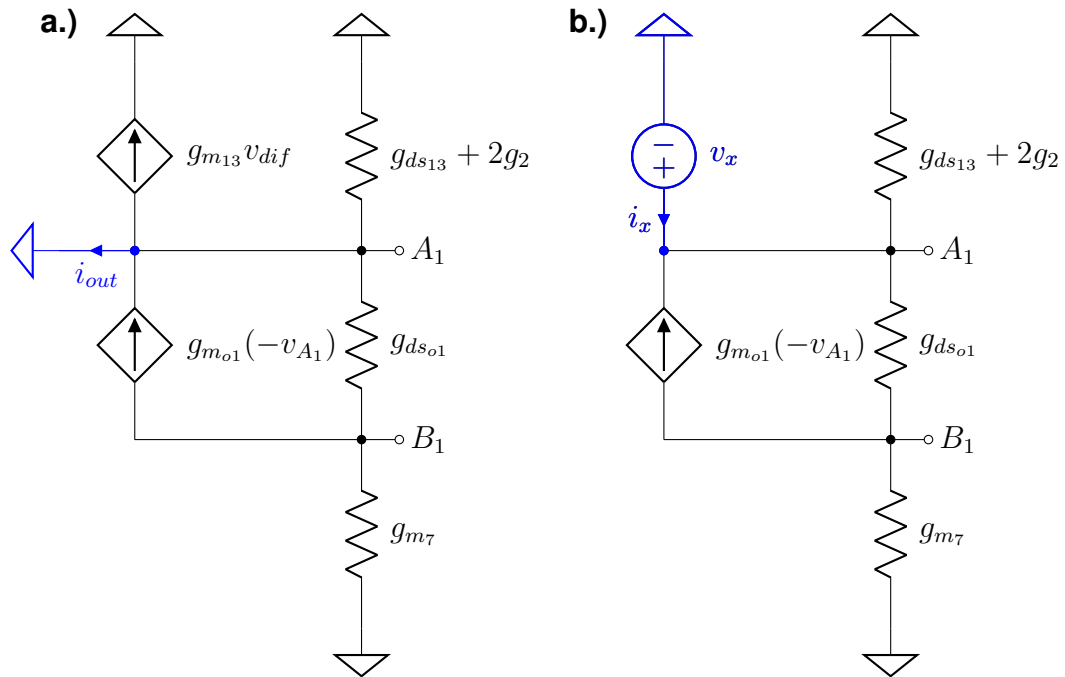 a.)
g_{m_{13}}v_{dif}
g_{ds_{13}} + 2g_2
i_{out}
A_1
g_{m_{o1}}(-v_{A_1})
g_{ds_{o1}}
B_1
g_{m_7}
b.)
−
+
v_x
g_{ds_{13}} + 2g_2
i_x
A_1
g_{m_{o1}}(-v_{A_1})
g_{ds_{o1}}
B_1
g_{m_7}